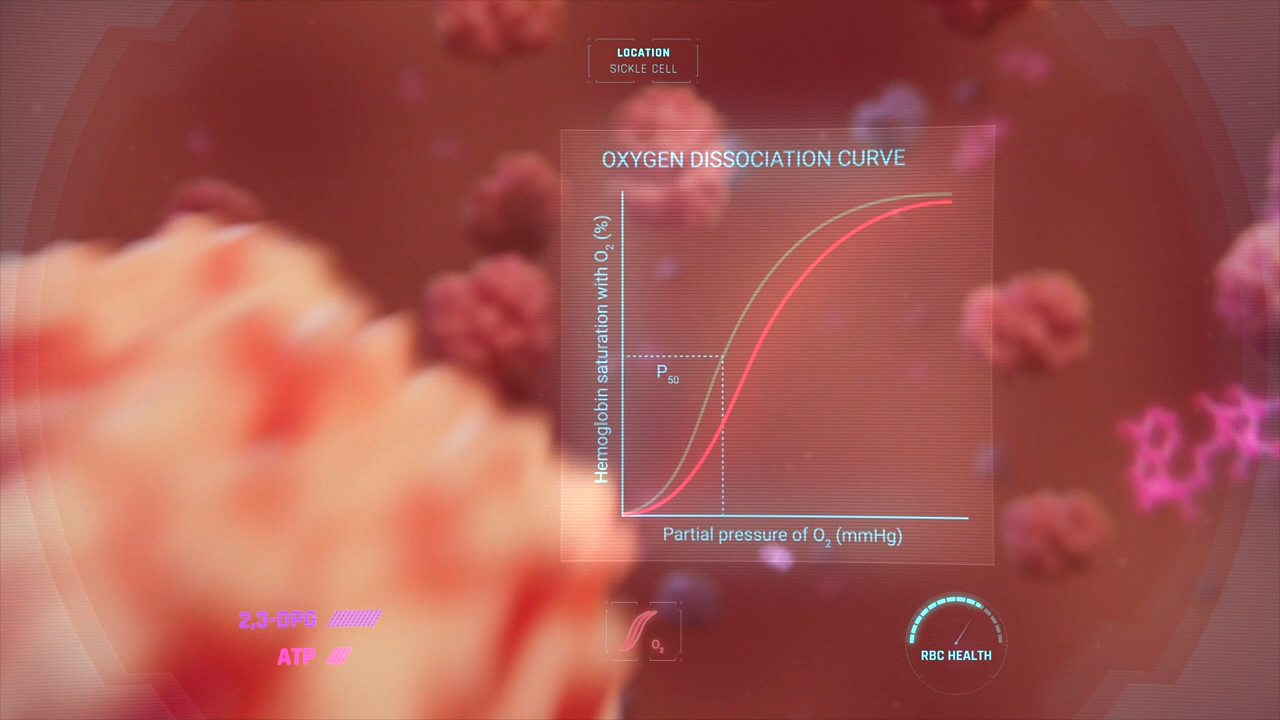 LOCATION
SICKLE CELL
OXYGEN DISSOCIATION CURVE
Hemoglobin saturation with O₂ (%)
P₅₀
Partial pressure of O₂ (mmHg)
2,3-DPG
ATP
O₂
RBC HEALTH